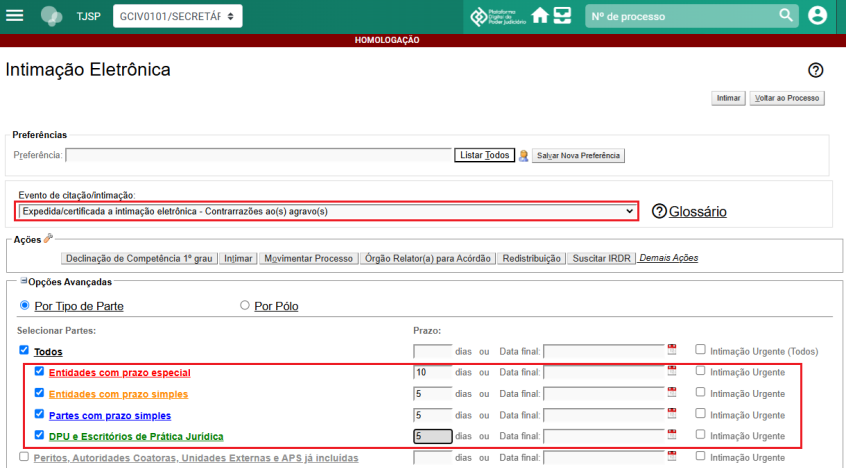 TJSP GCIV0101/SECRETÁF Plataforma Digital do Poder Judiciário Nº de processo
HOMOLOGAÇÃO
Intimação Eletrônica
Intimar Voltar ao Processo
Preferências
Preferência: Listar Todos Salvar Nova Preferência
Evento de citação/intimação:
Expedida/certificada a intimação eletrônica - Contrarrazões ao(s) agravo(s) Glossário
Ações
Declinação de Competência 1º grau Intimar Movimentar Processo Órgão Relator(a) para Acórdão Redistribuição Suscitar IRDR Demais Ações
Opções Avançadas
Por Tipo de Parte Por Pólo
Selecionar Partes: Prazo:
Todos dias ou Data final: Intimação Urgente (Todos)
Entidades com prazo especial 10 dias ou Data final: Intimação Urgente
Entidades com prazo simples 5 dias ou Data final: Intimação Urgente
Partes com prazo simples 5 dias ou Data final: Intimação Urgente
DPU e Escritórios de Prática Jurídica 5 dias ou Data final: Intimação Urgente
Peritos, Autoridades Coatoras, Unidades Externas e APS já incluídas dias ou Data final: Intimação Urgente